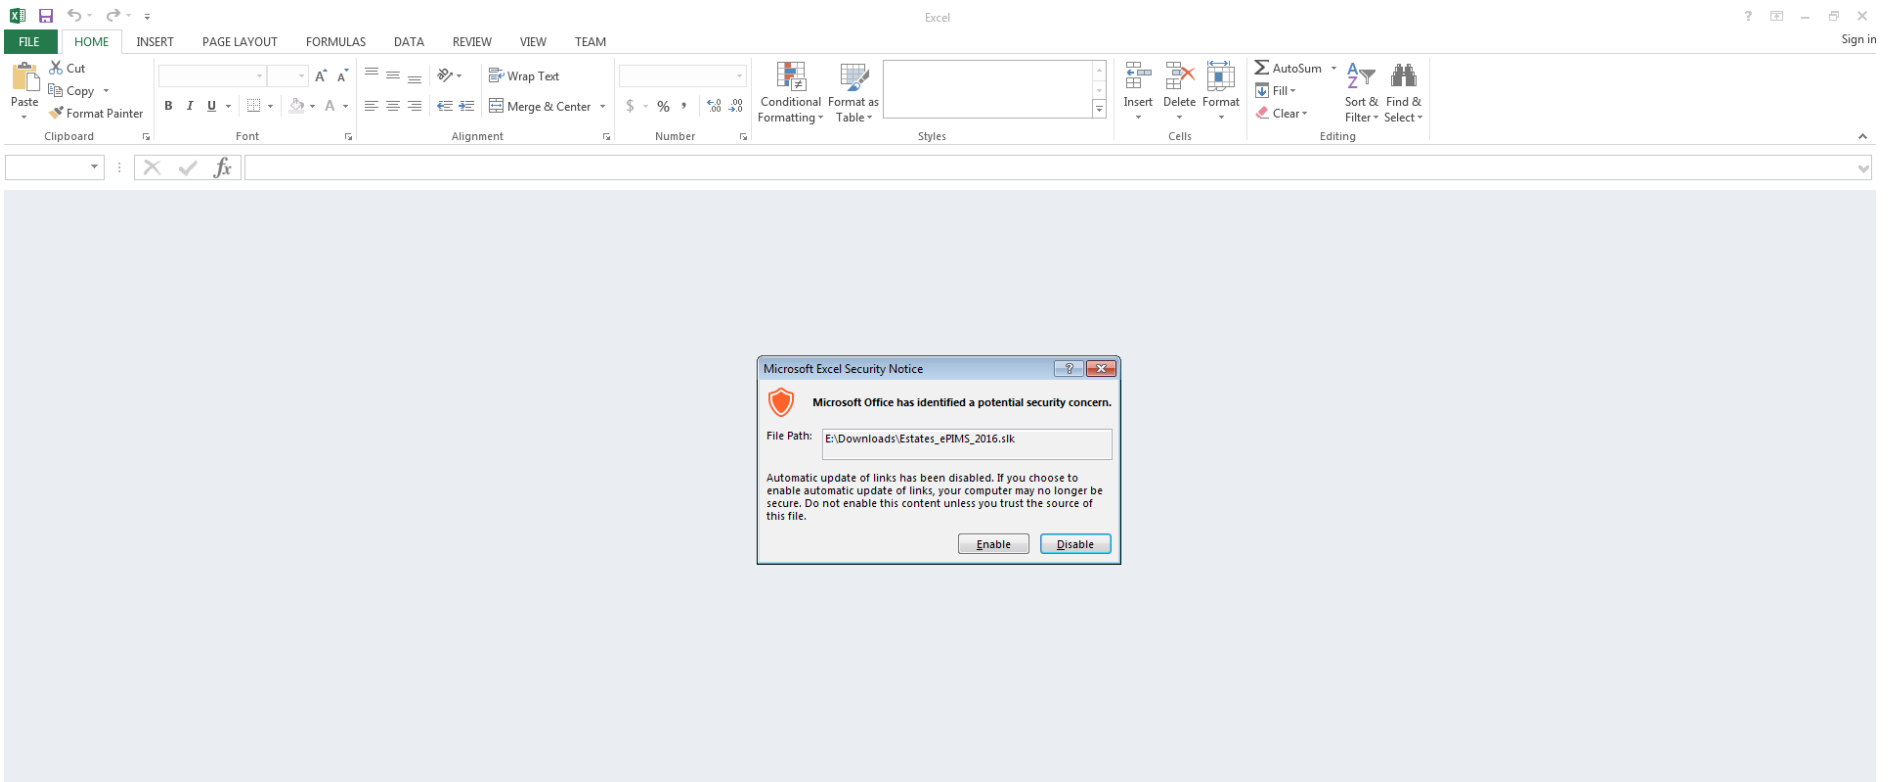 Excel
?
FILE HOME INSERT PAGE LAYOUT FORMULAS DATA REVIEW VIEW TEAM
Sign in
Paste
Cut
Copy
Format Painter
Clipboard
B I U A
Font
Wrap Text
Merge & Center
Alignment
$ % ,
Number
Conditional
Formatting
Format as
Table
Styles
Insert
Delete
Format
Cells
AutoSum
Fill
Clear
Sort &
Filter
Find &
Select
Editing
fx
Microsoft Excel Security Notice
?
Microsoft Office has identified a potential security concern.
File Path: E:\Downloads\Estates_ePIMS_2016.slk
Automatic update of links has been disabled. If you choose to
enable automatic update of links, your computer may no longer be
secure. Do not enable this content unless you trust the source of
this file.
Enable Disable